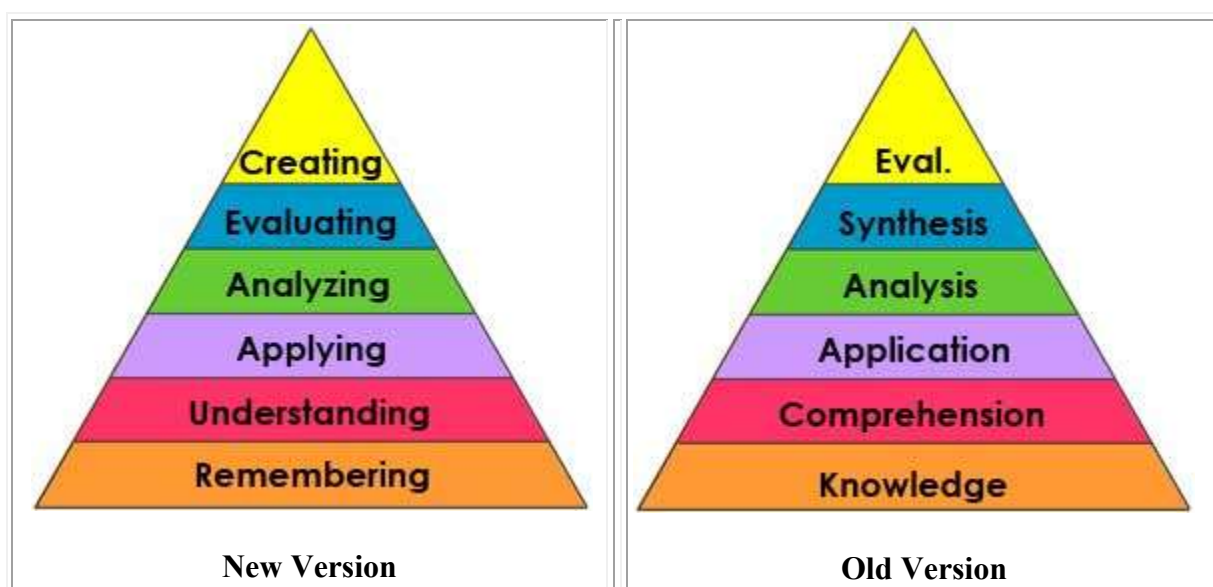 Creating
Evaluating
Analyzing
Applying
Understanding
Remembering
New Version
Eval.
Synthesis
Analysis
Application
Comprehension
Knowledge
Old Version